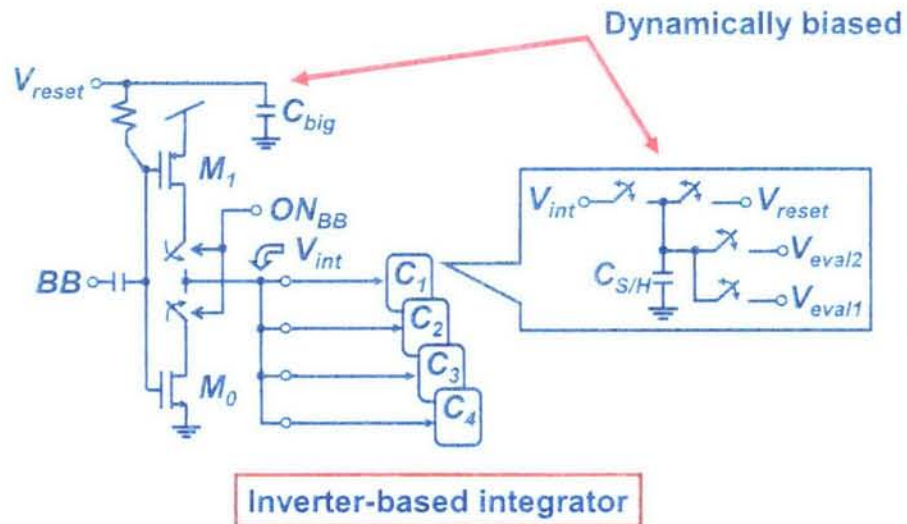 Dynamically biased
V_reset
C_big
M_1
ON_BB
V_int
BB
C_1
C_2
C_3
C_4
M_0
V_int
V_reset
C_S/H
V_eval2
V_eval1
Inverter-based integrator